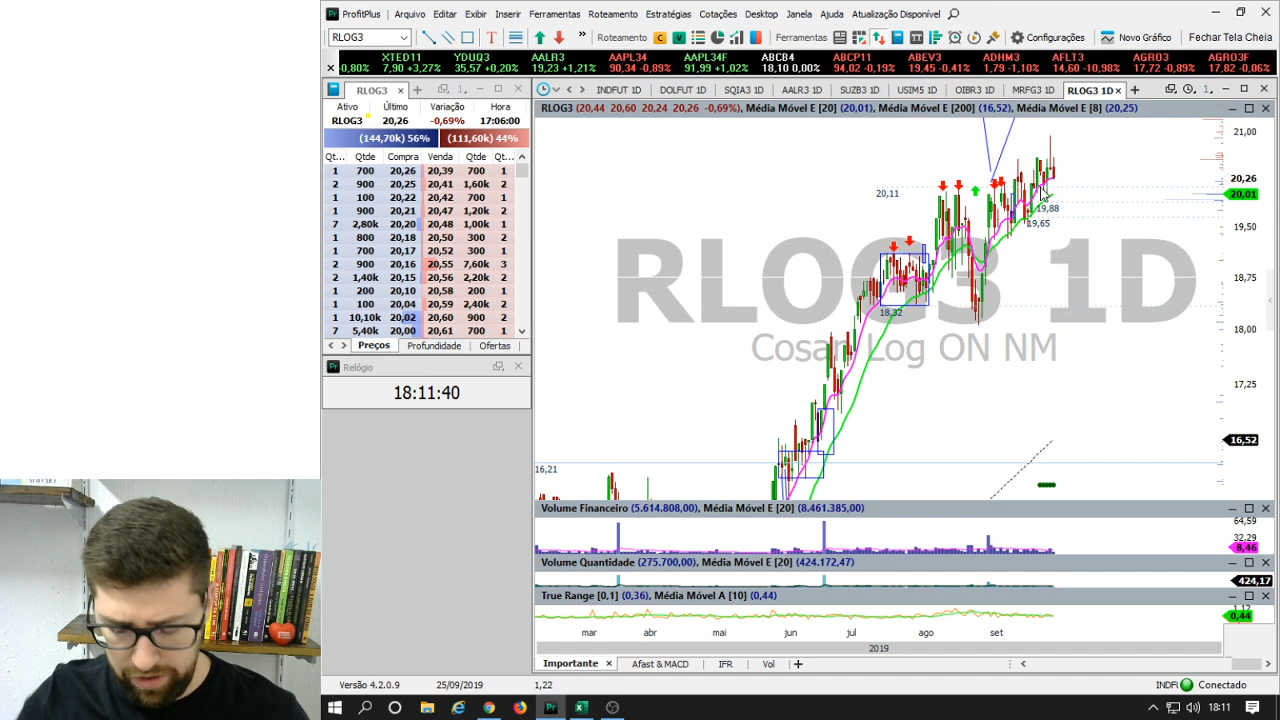 ProfitPlus Arquivo Editar Exibir Inserir Ferramentas Roteamento Estratégias Cotações Desktop Janela Ajuda Atualização Disponível
RLOG3 T » Roteamento C V Ferramentas Configurações Novo Gráfico Fechar Tela Cheia
XTED11 YDUQ3 AALR3 AAPL34 AAPL34F ABCB4 ABCP11 ABEV3 ADHM3 AFLT3 AGRO3 AGRO3F
-0,80% 7,90 +3,27% 35,57 +0,20% 19,23 +1,21% 90,34 -0,89% 91,99 +1,02% 18,10 0,00% 94,02 -0,19% 19,45 -0,41% 1,79 -1,10% 14,60 -10,98% 17,72 -0,89% 17,82 -0,06%
RLOG3
Ativo Último Variação Hora
RLOG3 20,26 -0,69% 17:06:00
(144,70k) 56% (111,60k) 44%
Qt... Qtde Compra Venda Qtde Qt...
1 700 20,26 20,39 700 1
2 900 20,25 20,41 1,60k 3
1 100 20,22 20,42 700 1
1 900 20,21 20,47 1,20k 2
7 2,80k 20,20 20,48 1,00k 1
1 800 20,18 20,50 300 2
1 700 20,17 20,52 300 1
2 900 20,16 20,55 7,60k 3
2 1,40k 20,15 20,56 2,20k 2
1 200 20,10 20,58 200 1
1 100 20,04 20,59 2,40k 2
1 10,10k 20,02 20,60 900 2
7 5,40k 20,00 20,61 700 1
Preços Profundidade Ofertas
Relógio
18:11:40
INDFUT 1D DOLFUT 1D SQIA3 1D AALR3 1D SUZB3 1D USIM5 1D OIBR3 1D MRFG3 1D RLOG3 1D
RLOG3 (20,44 20,60 20,24 20,26 -0,69%), Média Móvel E [20] (20,01), Média Móvel E [200] (16,52), Média Móvel E [8] (20,25)
RLOG3 1D
Cosan Log ON NM
20,11
19,88
19,65
18,32
16,21
21,00
20,26
20,01
19,50
18,75
18,00
17,25
16,52
Volume Financeiro (5.614.808,00), Média Móvel E [20] (8.461.385,00)
64,59
32,29
8,46
Volume Quantidade (275.700,00), Média Móvel E [20] (424.172,47)
424,17
True Range [0,1] (0,36), Média Móvel A [10] (0,44)
1,12
0,44
mar abr mai jun jul ago set
2019
Importante Afast & MACD IFR Vol
Versão 4.2.0.9 25/09/2019 1,22 INDFU Conectado
18:11